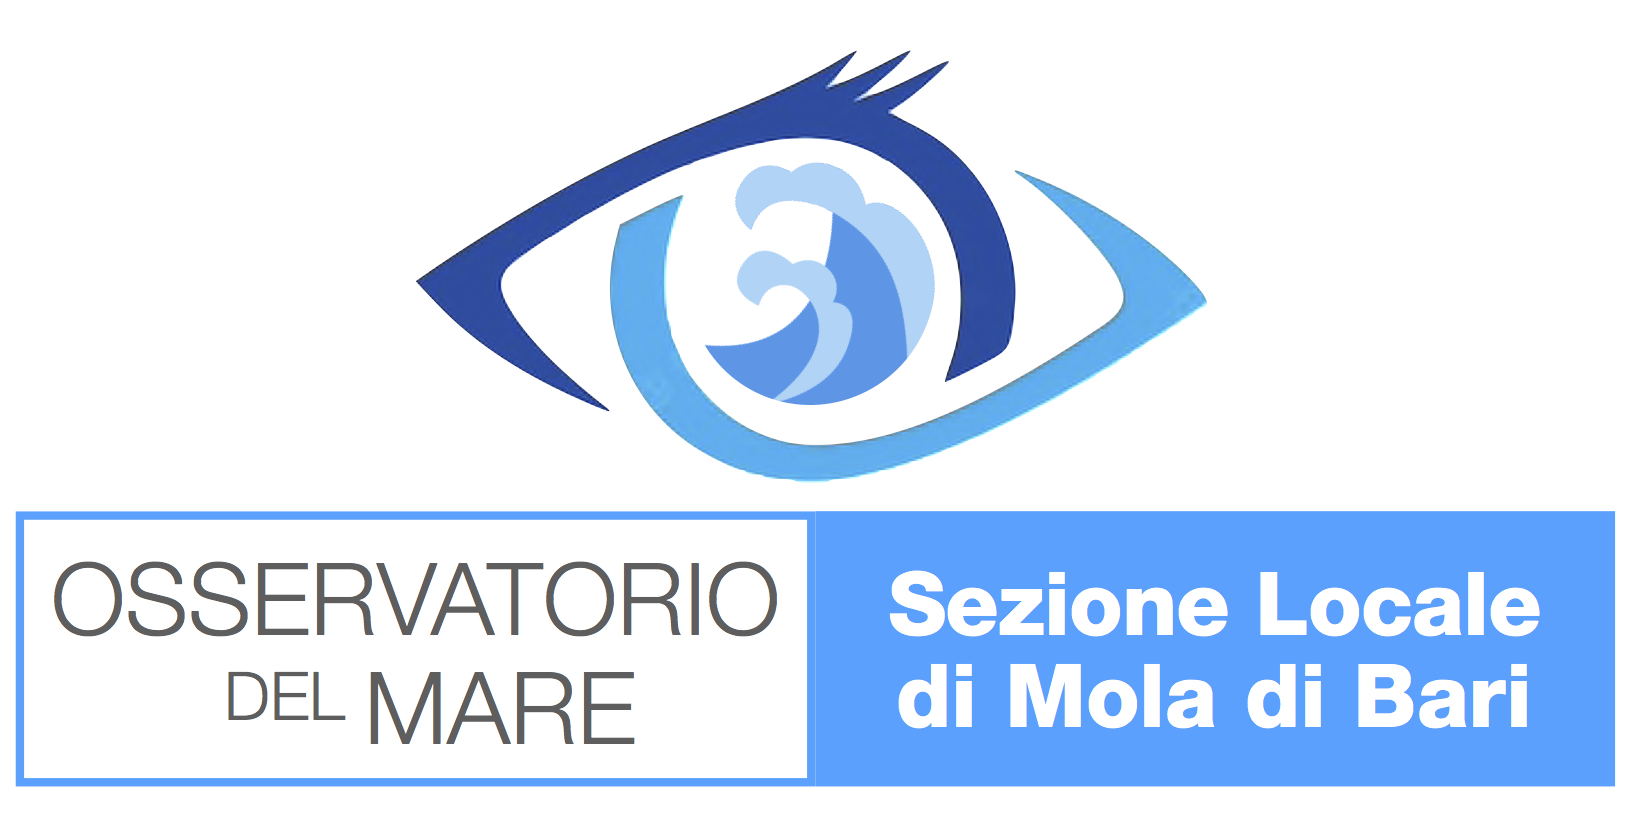 OSSERVATORIO
DEL MARE
Sezione Locale
di Mola di Bari